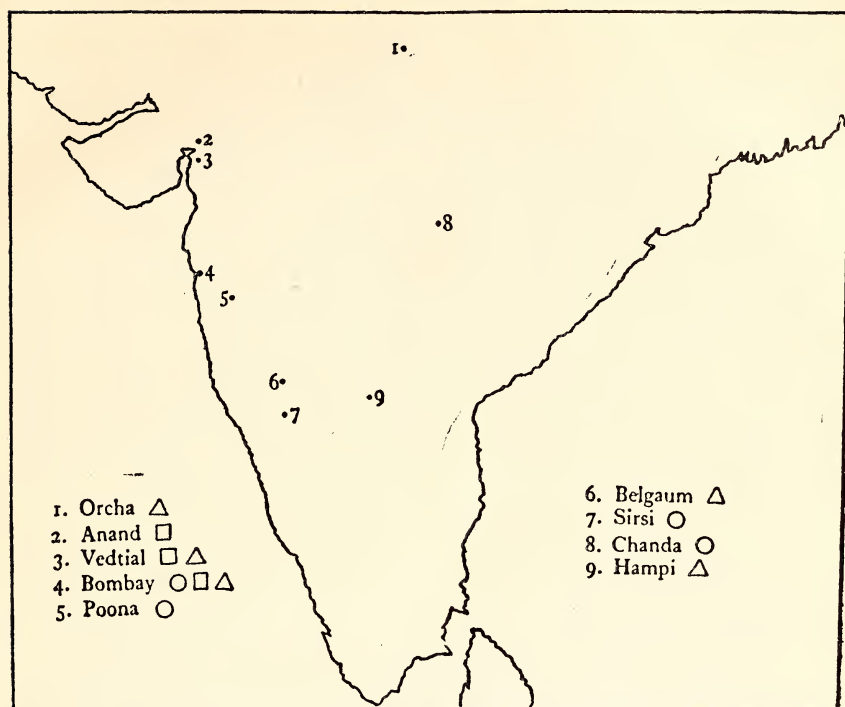 1
2
3
8
4
5
6
9
7
1. Orcha △
2. Anand □
3. Vedtial □ △
4. Bombay ○ □ △
5. Poona ○
6. Belgaum △
7. Sirsi ○
8. Chanda ○
9. Hampi △